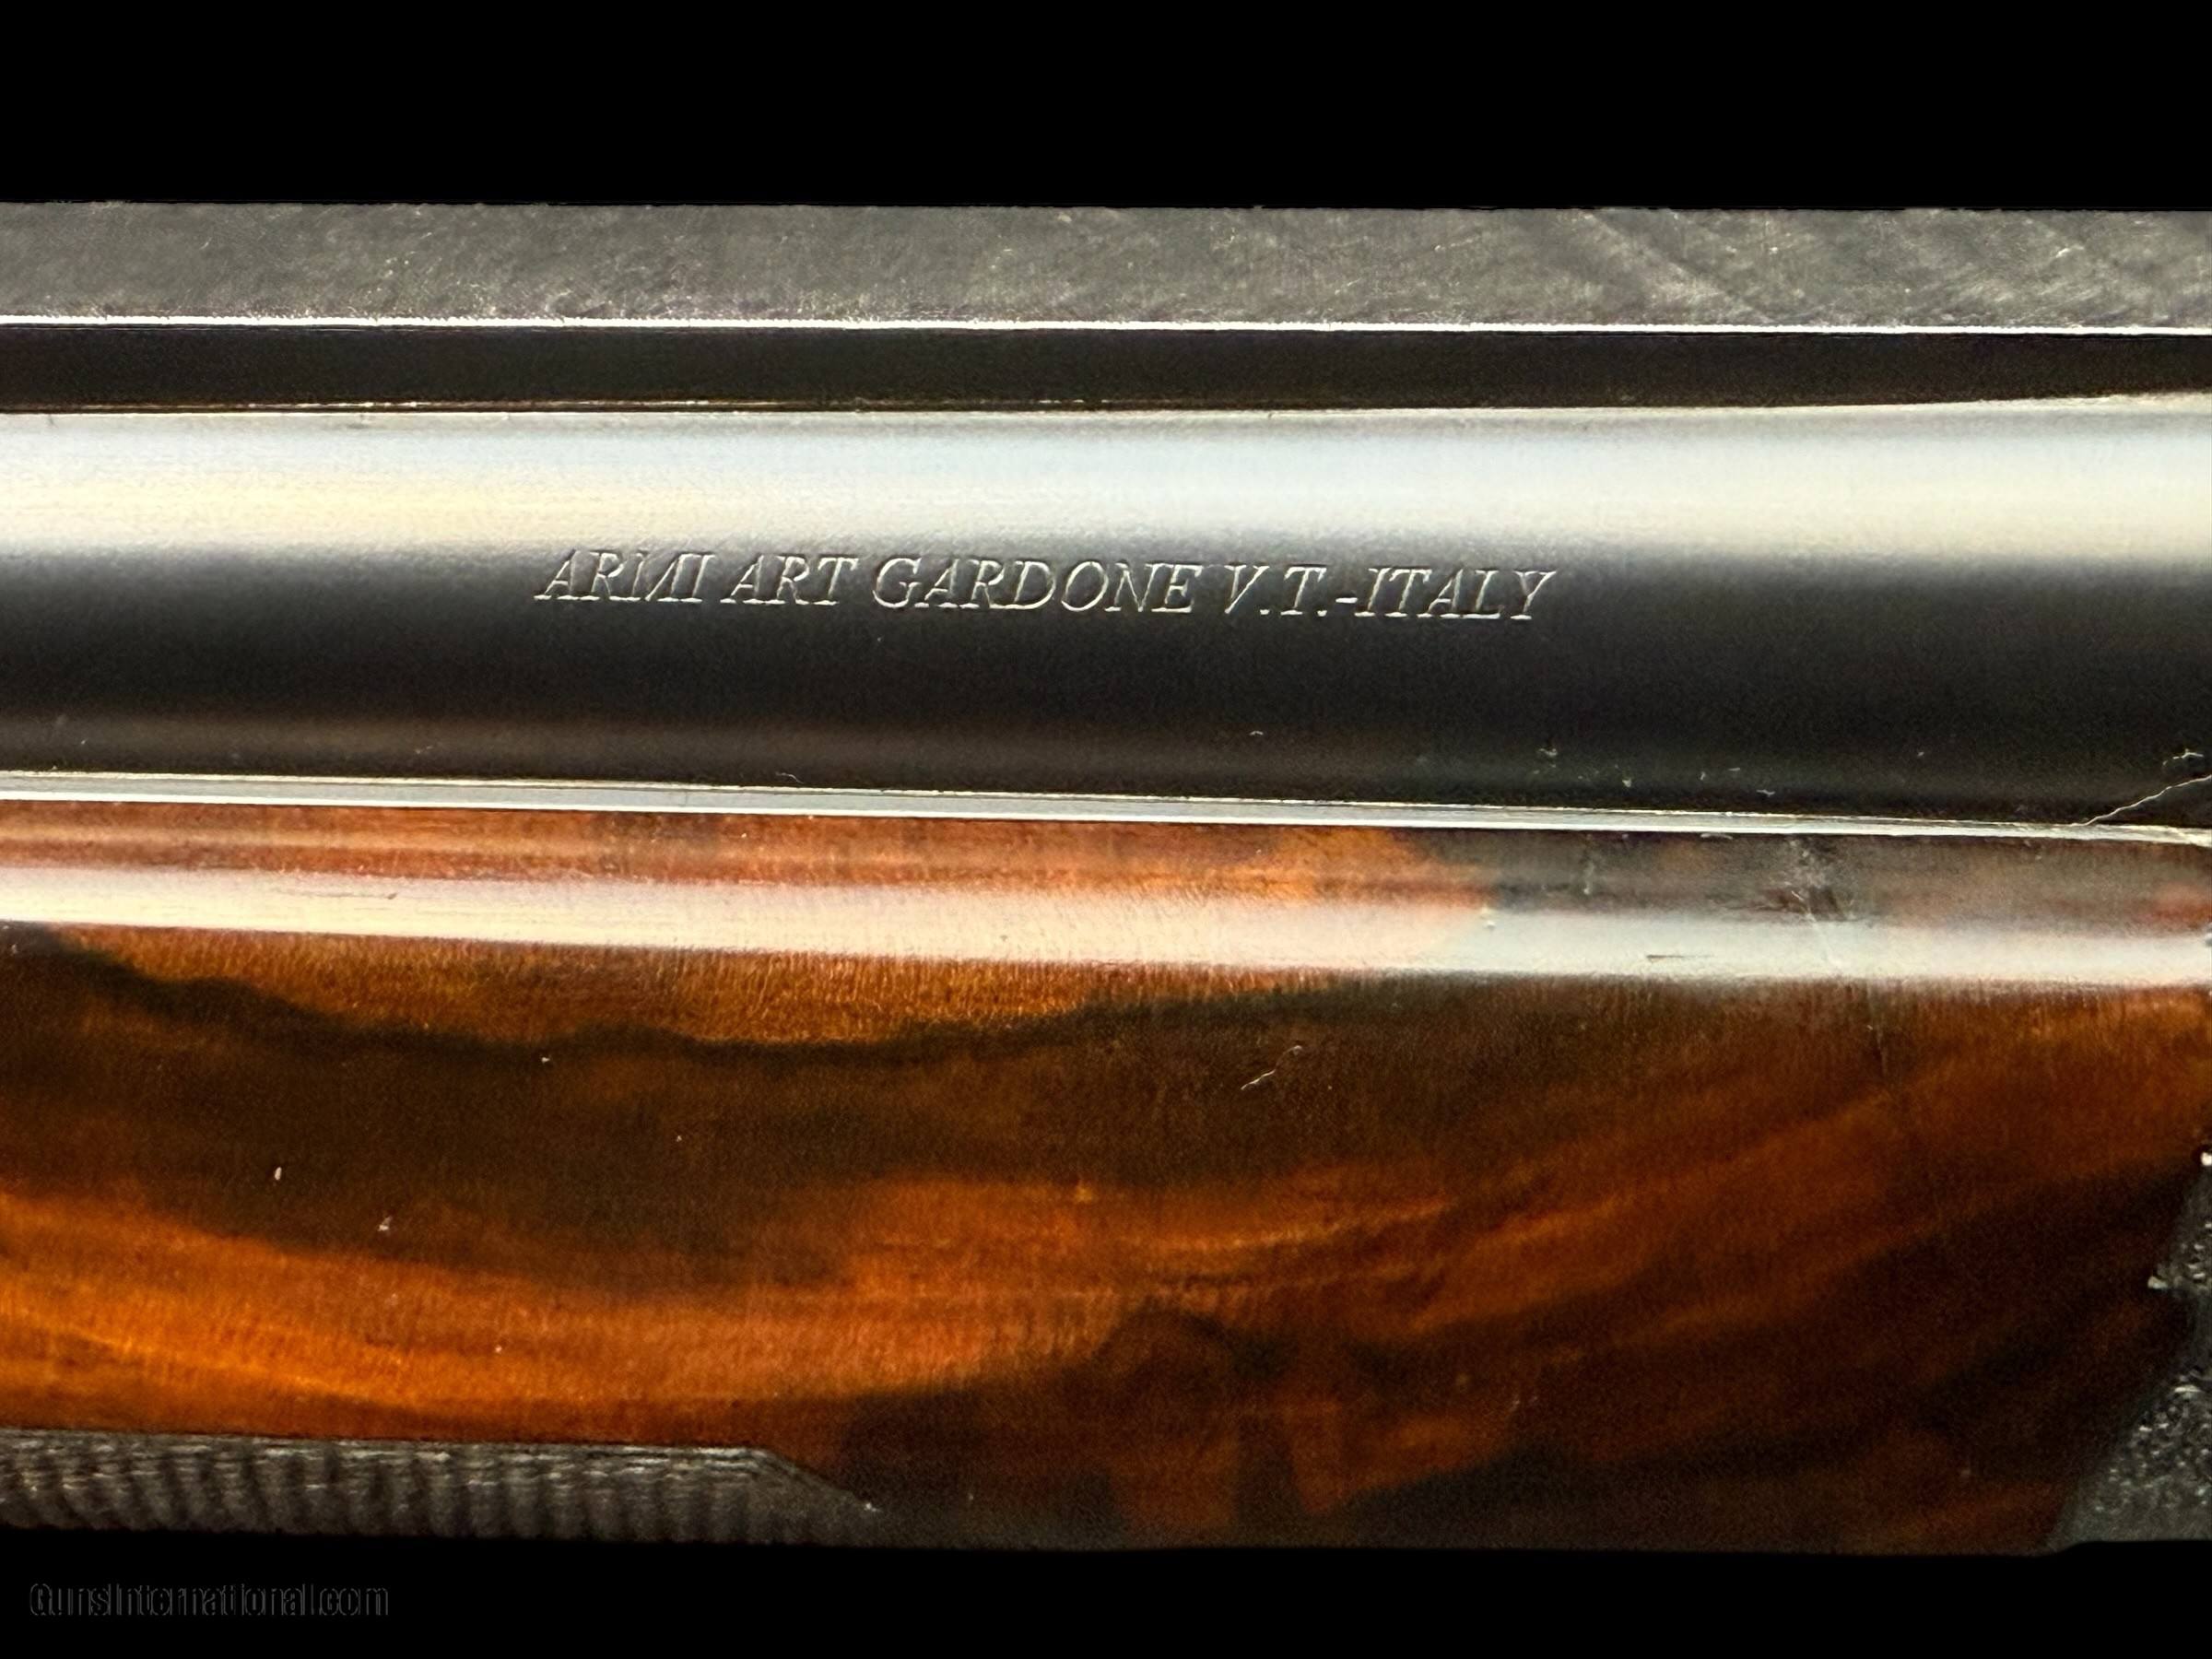 ARMI ART GARDONE V.T.-ITALY
GunsInternational.com